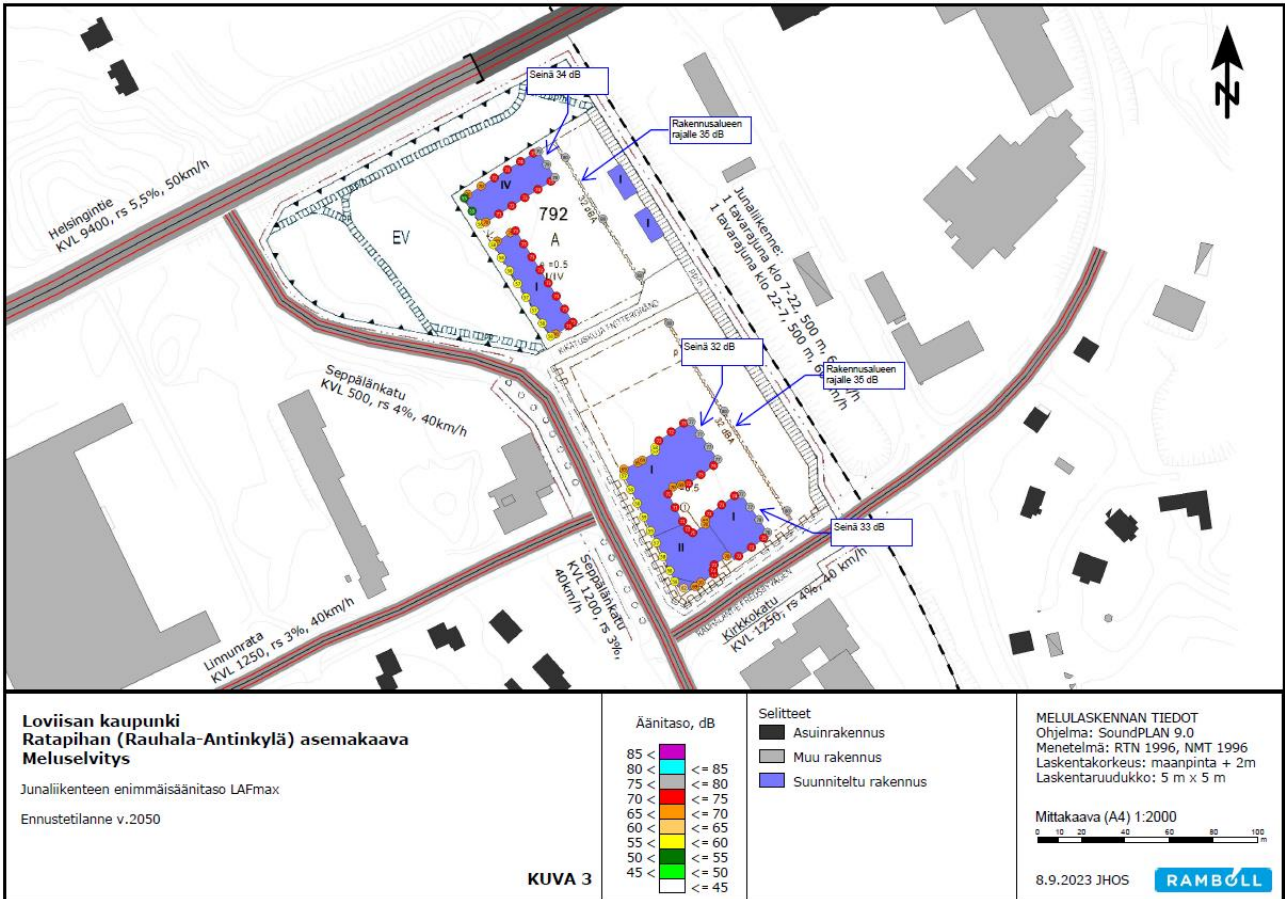 Seinä 34 dB
Rakennusalueen
rajalle 35 dB
N
Helsingintie
KVL 9400, rs 5,5%, 50km/h
IV
792
A
I/IV
I
I
I
32 dBA
EV
pp/h
Junaliikenne:
1 tavarajuna klo 7-22, 500 m,
1 tavarajuna klo 22-7, 500 m,
Seinä 32 dB
Rakennusalueen
rajalle 35 dB
Seppälänkatu
KVL 500, rs 4%, 40km/h
p
32 dBA
I
I
II
Seinä 33 dB
Seppälänkatu
KVL 1200, rs 3%,
40km/h
Kirkkokatu
KVL 1250, rs 4%, 40 km/h
Linnunrata
KVL 1250, rs 3%, 40km/h
Loviisan kaupunki
Ratapihan (Rauhala-Antinkylä) asemakaava
Meluselvitys
Junaliikenteen enimmäisäänitaso LAFmax
Ennustetilanne v.2050
KUVA 3
Äänitaso, dB
85 <
80 < <= 85
75 < <= 80
70 < <= 75
65 < <= 70
60 < <= 65
55 < <= 60
50 < <= 55
45 < <= 50
<= 45
Selitteet
Asuinrakennus
Muu rakennus
Suunniteltu rakennus
MELULASKENNAN TIEDOT
Ohjelma: SoundPLAN 9.0
Menetelmä: RTN 1996, NMT 1996
Laskentakorkeus: maanpinta + 2m
Laskentaruudukko: 5 m x 5 m
Mittakaava (A4) 1:2000
0 10 20 40 60 80 100
m
8.9.2023 JHOS
RAMBOLL